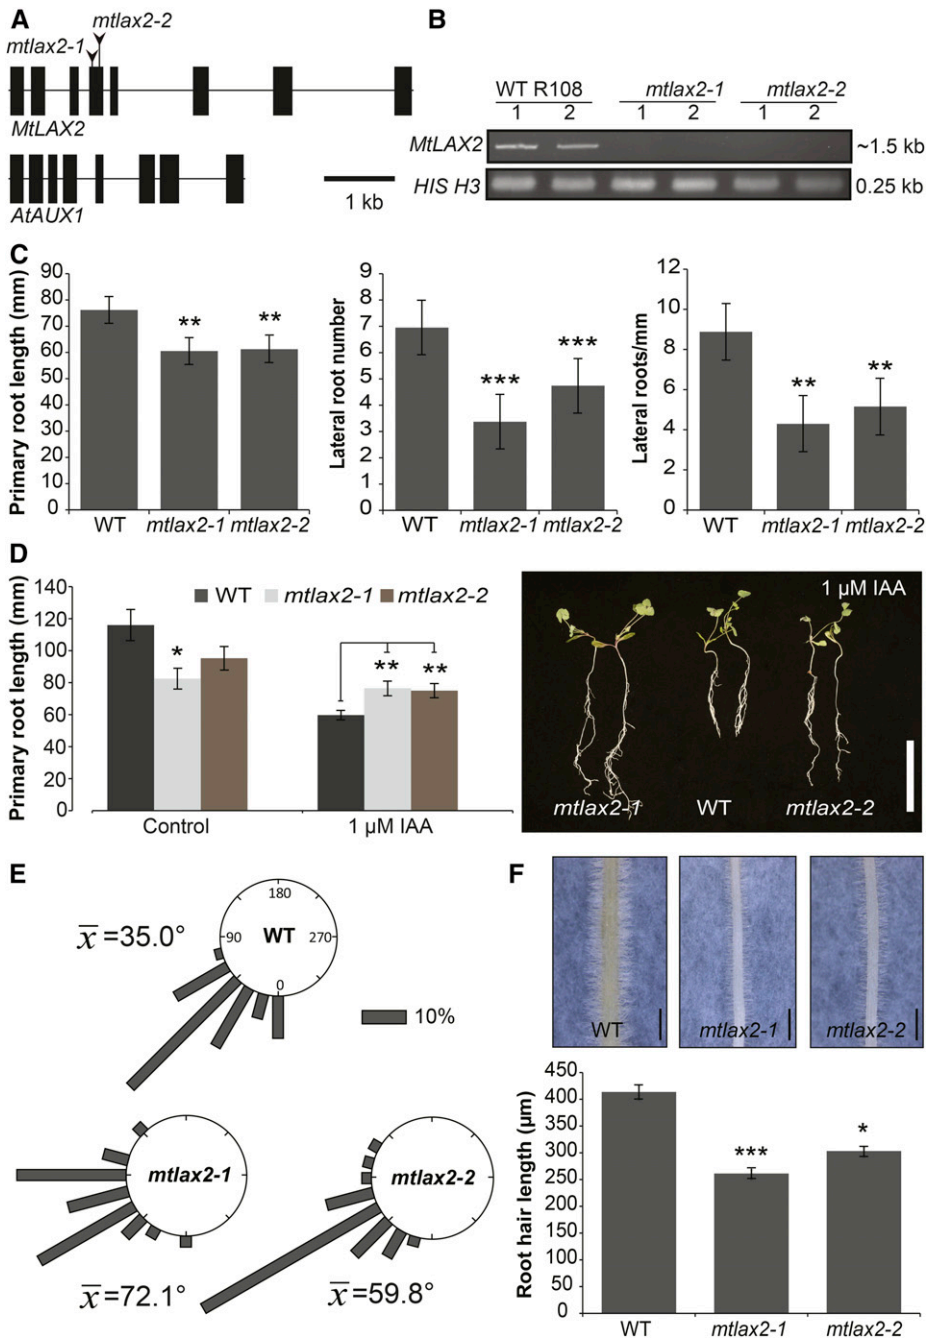 A
mtlax2-2
mtlax2-1
MtLAX2
AtAUX1
1 kb
B
WT R108 mtlax2-1 mtlax2-2
1 2 1 2 1 2
MtLAX2 ~1.5 kb
HIS H3 0.25 kb
C
Primary root length (mm)
90
80
70
60
50
40
30
20
10
0
** **
WT mtlax2-1 mtlax2-2
Lateral root number
9
8
7
6
5
4
3
2
1
0
*** ***
WT mtlax2-1 mtlax2-2
Lateral roots/mm
12
10
8
6
4
2
0
** **
WT mtlax2-1 mtlax2-2
D
Primary root length (mm)
140
120
100
80
60
40
20
0
WT mtlax2-1 mtlax2-2
* ** **
Control 1 µM IAA
1 µM IAA
mtlax2-1 WT mtlax2-2
E
x̅=35.0°
180
90 WT 270
0
10%
mtlax2-1
x̅=72.1°
mtlax2-2
x̅=59.8°
F
WT mtlax2-1 mtlax2-2
Root hair length (µm)
450
400
350
300
250
200
150
100
50
0
*** *
WT mtlax2-1 mtlax2-2